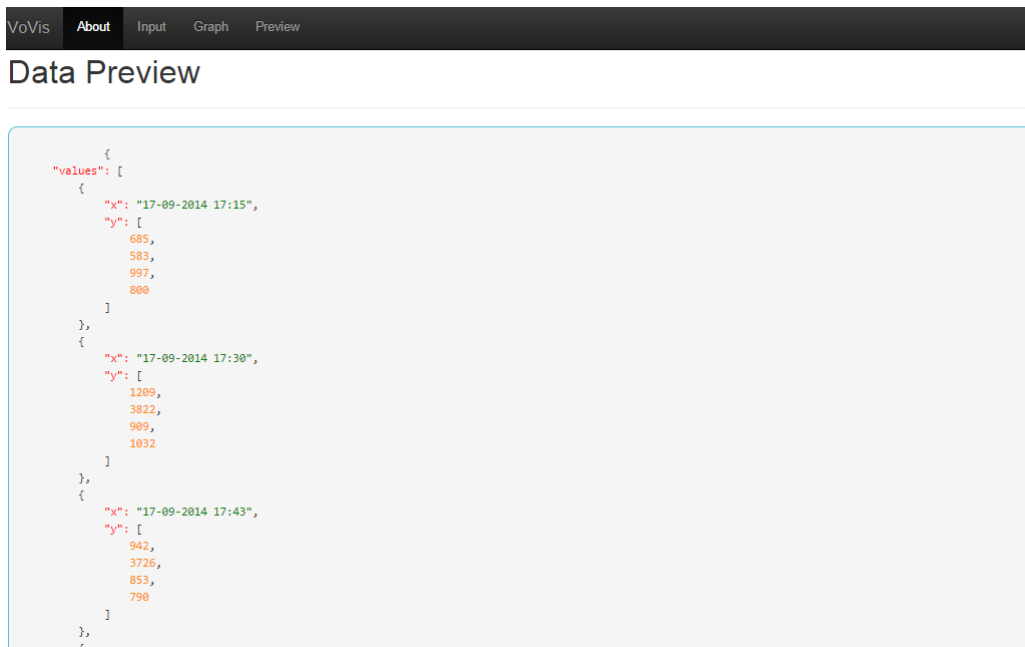 VoVis About Input Graph Preview
Data Preview
{
"values": [
{
"x": "17-09-2014 17:15",
"y": [
685,
583,
997,
800
]
},
{
"x": "17-09-2014 17:30",
"y": [
1209,
3822,
909,
1032
]
},
{
"x": "17-09-2014 17:43",
"y": [
942,
3726,
853,
790
]
},
{